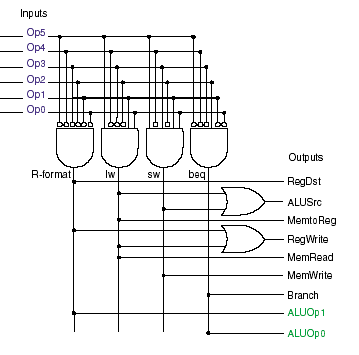 Inputs
Op5
Op4
Op3
Op2
Op1
Op0
R-format
lw
sw
beq
Outputs
RegDst
ALUSrc
MemtoReg
RegWrite
MemRead
MemWrite
Branch
ALUOp1
ALUOp0